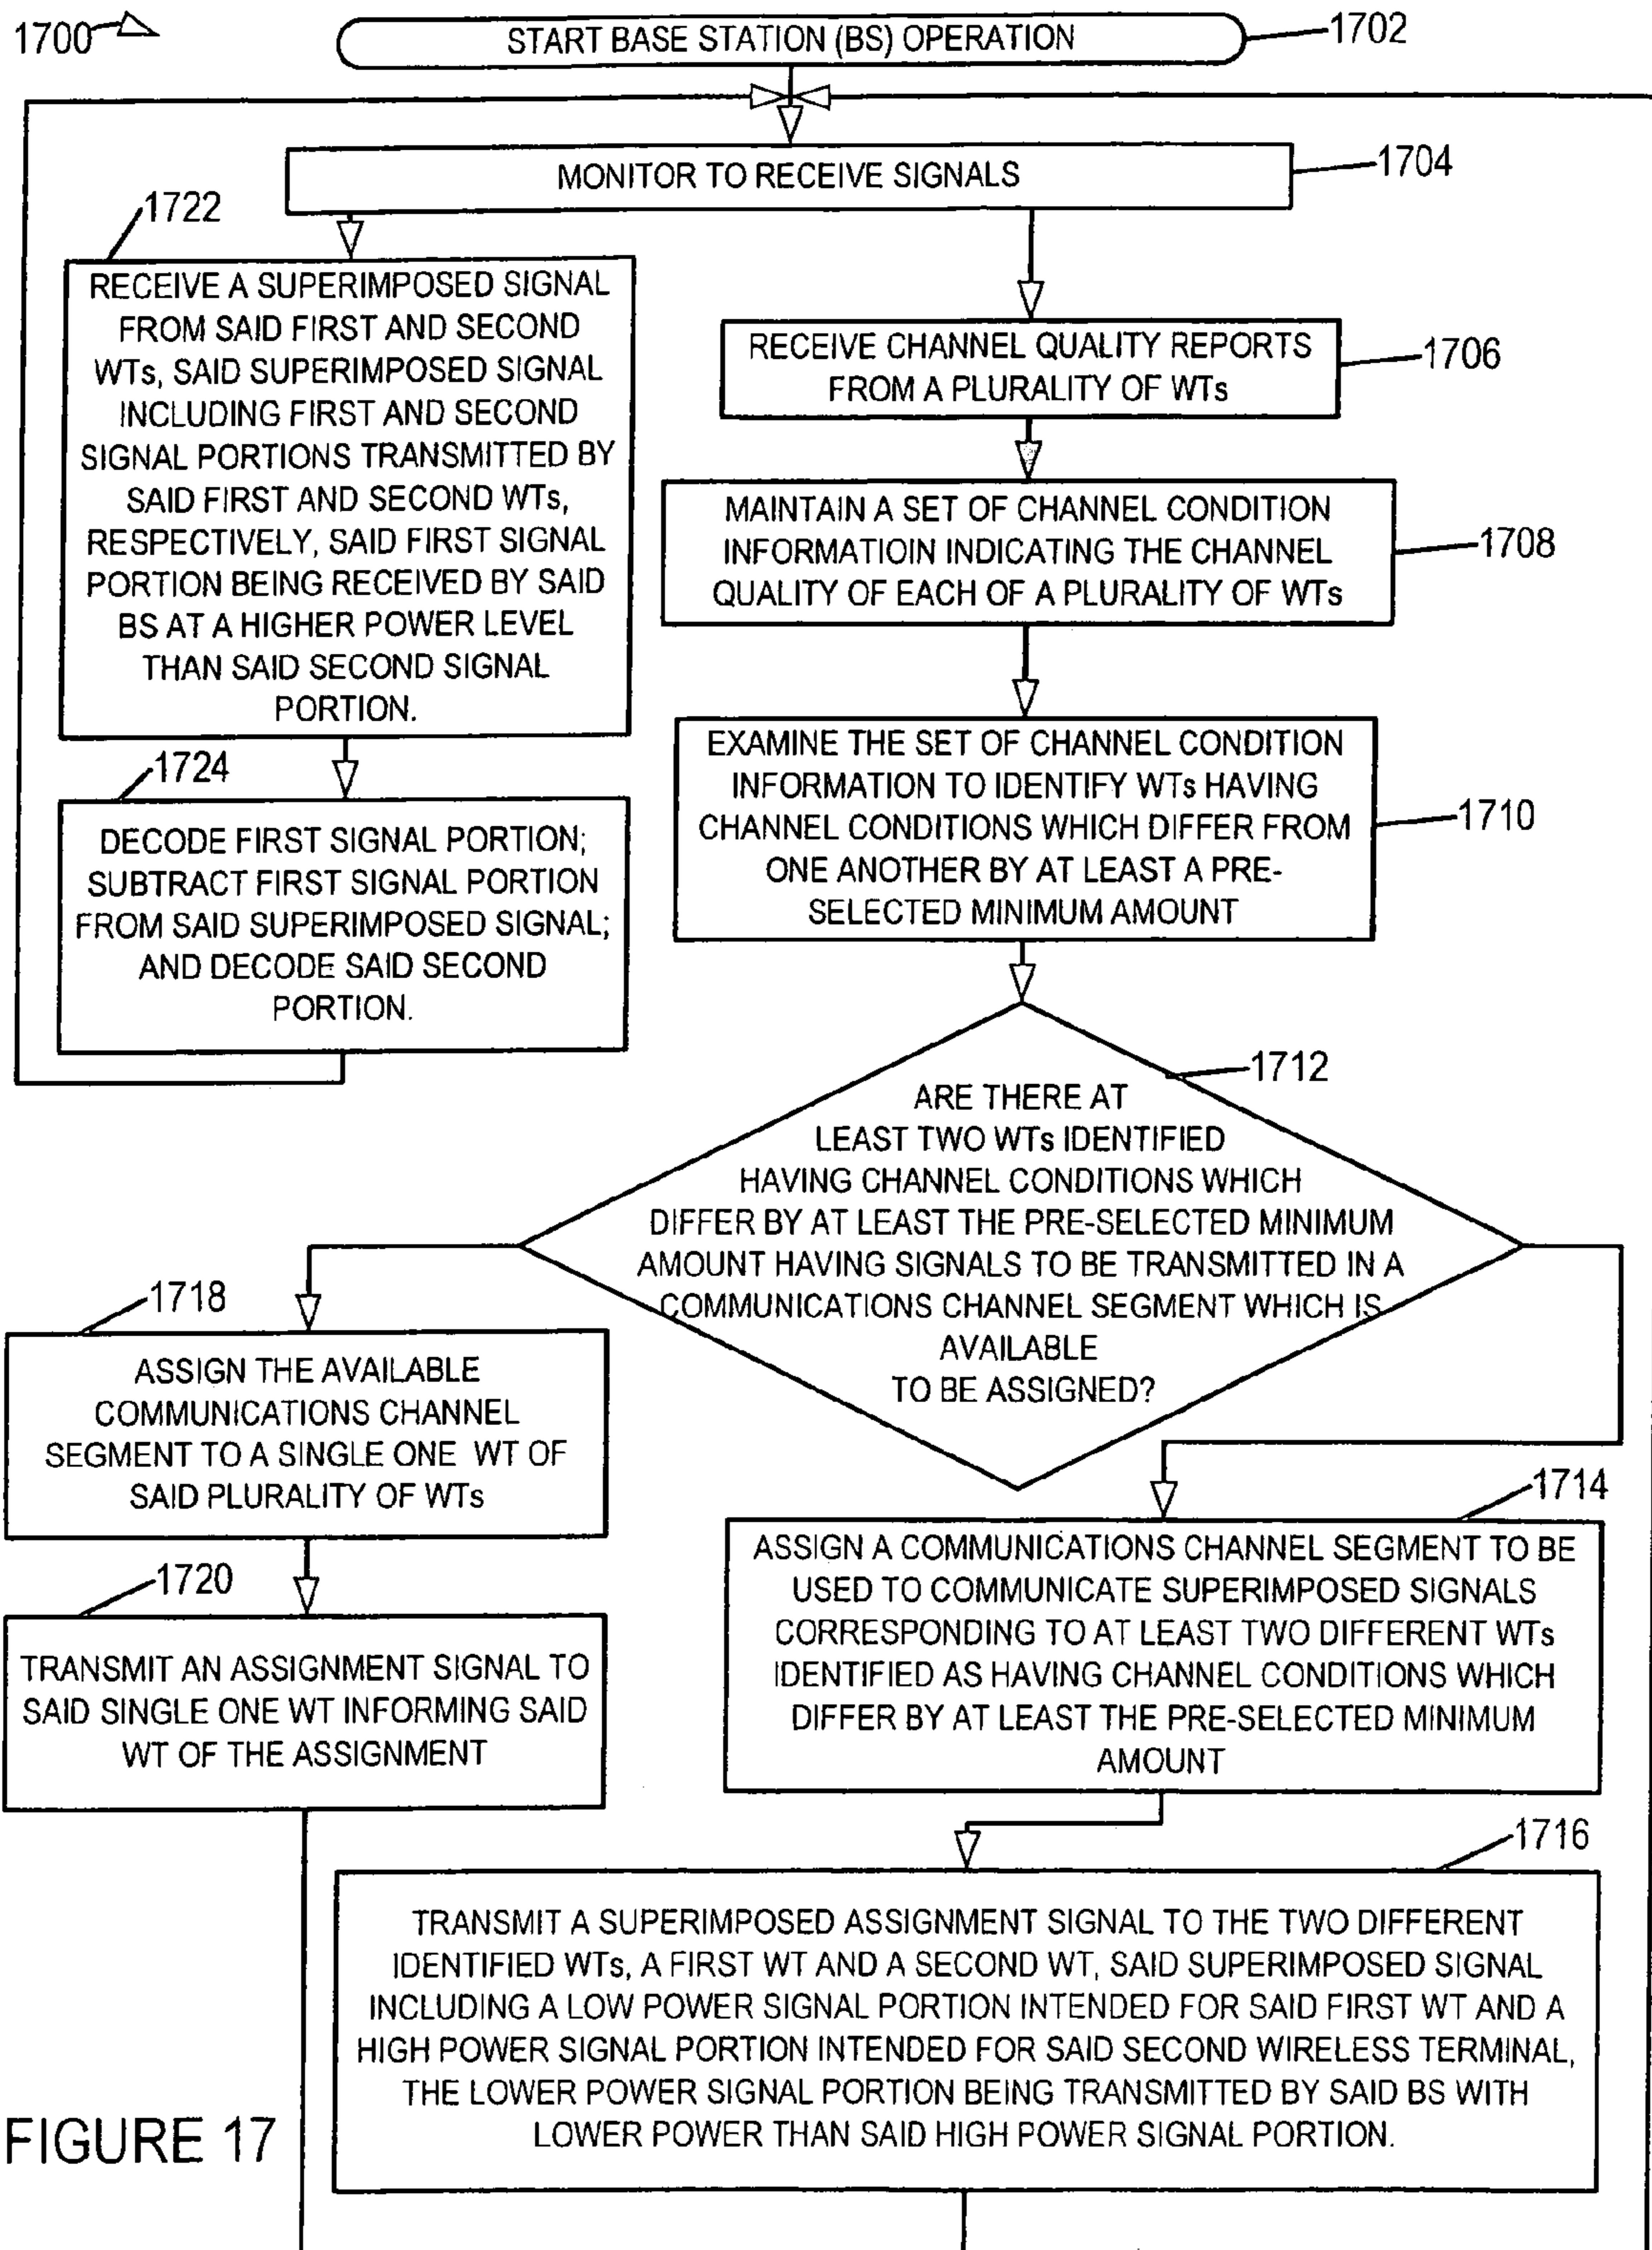 1700
START BASE STATION (BS) OPERATION
1702
MONITOR TO RECEIVE SIGNALS
1704
1722
RECEIVE A SUPERIMPOSED SIGNAL
FROM SAID FIRST AND SECOND
WTs, SAID SUPERIMPOSED SIGNAL
INCLUDING FIRST AND SECOND
SIGNAL PORTIONS TRANSMITTED BY
SAID FIRST AND SECOND WTs,
RESPECTIVELY, SAID FIRST SIGNAL
PORTION BEING RECEIVED BY SAID
BS AT A HIGHER POWER LEVEL
THAN SAID SECOND SIGNAL
PORTION.
1724
DECODE FIRST SIGNAL PORTION;
SUBTRACT FIRST SIGNAL PORTION
FROM SAID SUPERIMPOSED SIGNAL;
AND DECODE SAID SECOND
PORTION.
RECEIVE CHANNEL QUALITY REPORTS
FROM A PLURALITY OF WTs
1706
MAINTAIN A SET OF CHANNEL CONDITION
INFORMATIOIN INDICATING THE CHANNEL
QUALITY OF EACH OF A PLURALITY OF WTs
1708
EXAMINE THE SET OF CHANNEL CONDITION
INFORMATION TO IDENTIFY WTs HAVING
CHANNEL CONDITIONS WHICH DIFFER FROM
ONE ANOTHER BY AT LEAST A PRE-
SELECTED MINIMUM AMOUNT
1710
1712
ARE THERE AT
LEAST TWO WTs IDENTIFIED
HAVING CHANNEL CONDITIONS WHICH
DIFFER BY AT LEAST THE PRE-SELECTED MINIMUM
AMOUNT HAVING SIGNALS TO BE TRANSMITTED IN A
COMMUNICATIONS CHANNEL SEGMENT WHICH IS
AVAILABLE
TO BE ASSIGNED?
1718
ASSIGN THE AVAILABLE
COMMUNICATIONS CHANNEL
SEGMENT TO A SINGLE ONE WT OF
SAID PLURALITY OF WTs
1720
TRANSMIT AN ASSIGNMENT SIGNAL TO
SAID SINGLE ONE WT INFORMING SAID
WT OF THE ASSIGNMENT
1714
ASSIGN A COMMUNICATIONS CHANNEL SEGMENT TO BE
USED TO COMMUNICATE SUPERIMPOSED SIGNALS
CORRESPONDING TO AT LEAST TWO DIFFERENT WTs
IDENTIFIED AS HAVING CHANNEL CONDITIONS WHICH
DIFFER BY AT LEAST THE PRE-SELECTED MINIMUM
AMOUNT
1716
TRANSMIT A SUPERIMPOSED ASSIGNMENT SIGNAL TO THE TWO DIFFERENT
IDENTIFIED WTs, A FIRST WT AND A SECOND WT, SAID SUPERIMPOSED SIGNAL
INCLUDING A LOW POWER SIGNAL PORTION INTENDED FOR SAID FIRST WT AND A
HIGH POWER SIGNAL PORTION INTENDED FOR SAID SECOND WIRELESS TERMINAL,
THE LOWER POWER SIGNAL PORTION BEING TRANSMITTED BY SAID BS WITH
LOWER POWER THAN SAID HIGH POWER SIGNAL PORTION.
FIGURE 17